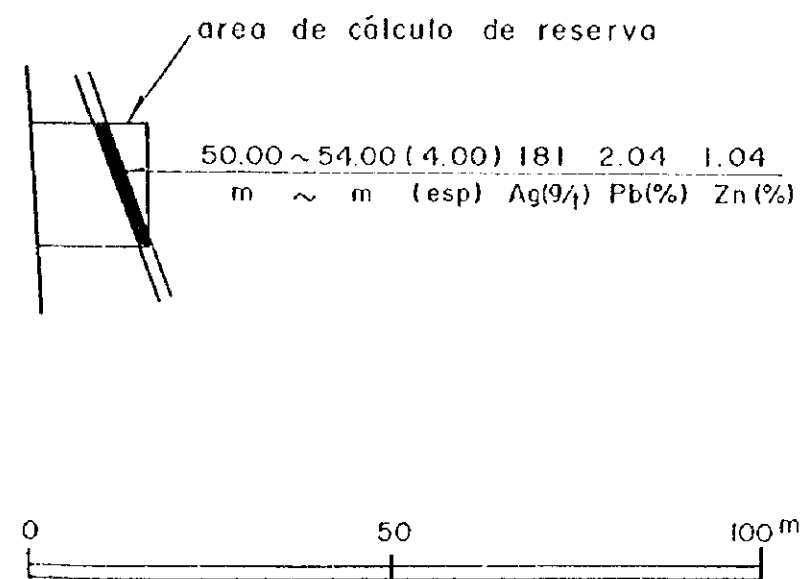 area de cálculo de reserva
50.00 ~ 54.00 (4.00) 181 2.04 1.04
m ~ m (esp) Ag(g/t) Pb(%) Zn(%)
0 50 100 m